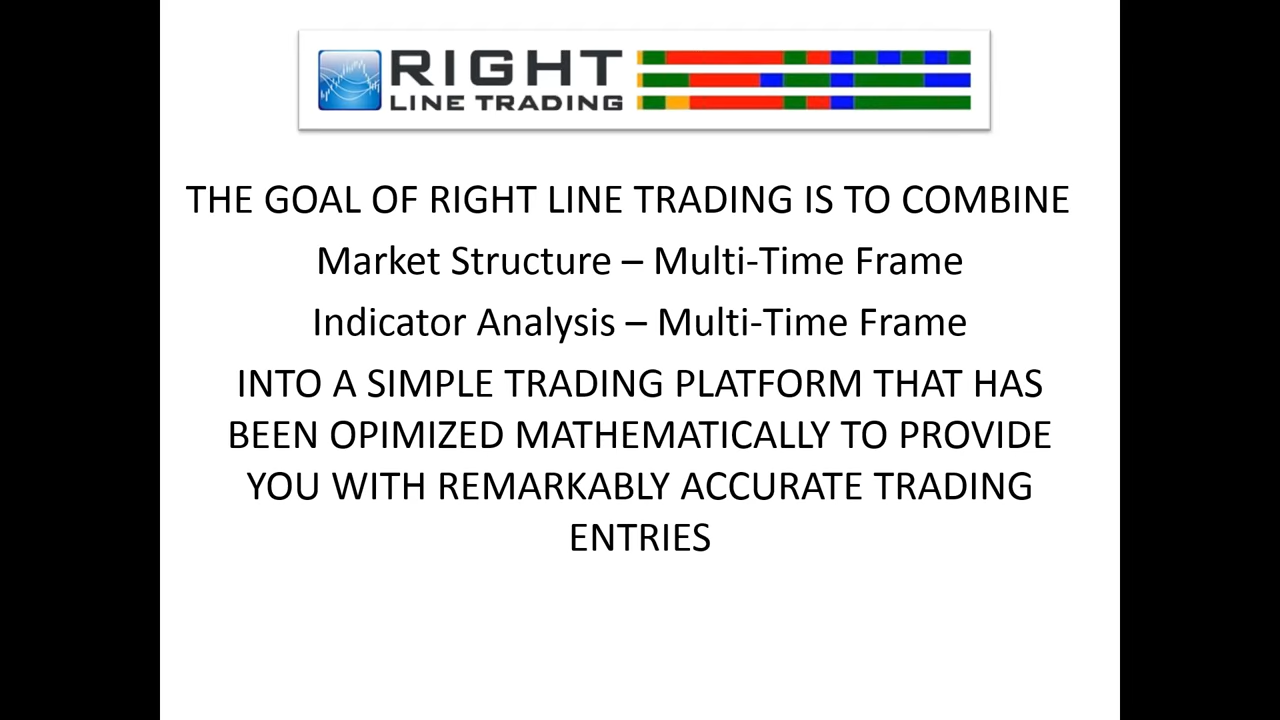 RIGHT
LINE TRADING
THE GOAL OF RIGHT LINE TRADING IS TO COMBINE
Market Structure – Multi-Time Frame
Indicator Analysis – Multi-Time Frame
INTO A SIMPLE TRADING PLATFORM THAT HAS
BEEN OPIMIZED MATHEMATICALLY TO PROVIDE
YOU WITH REMARKABLY ACCURATE TRADING
ENTRIES